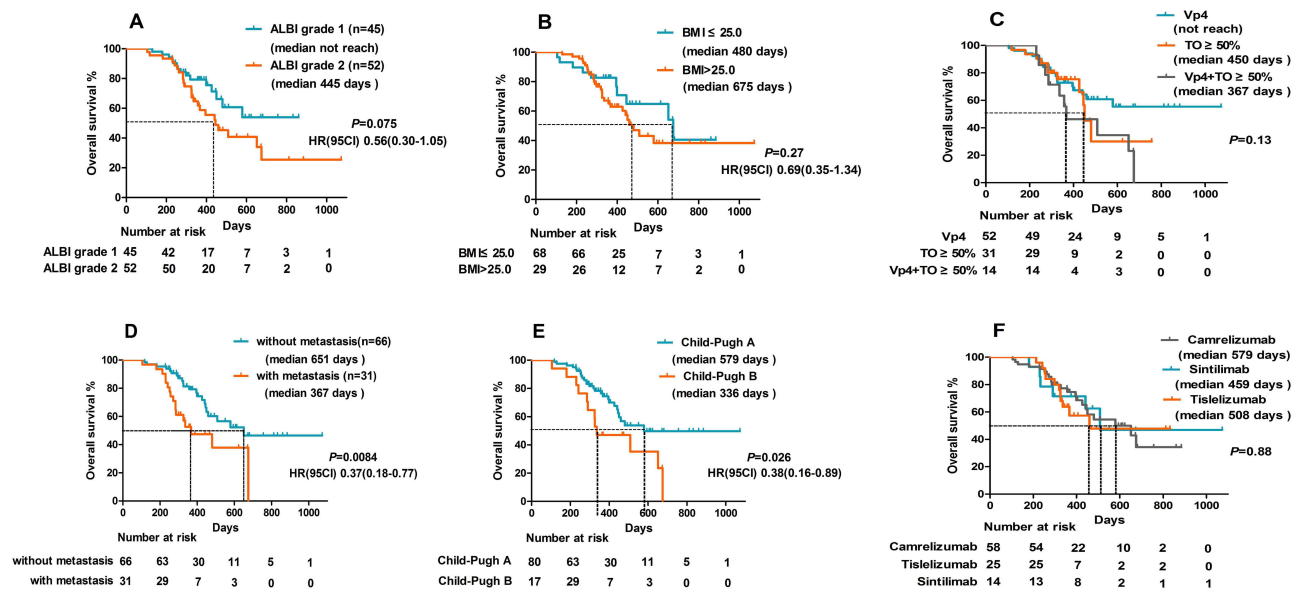 A
ALBI grade 1 (n=45)
(median not reach)
ALBI grade 2 (n=52)
(median 445 days )
Overall survival %
100
80
60
40
20
0
P=0.075
HR(95CI) 0.56(0.30-1.05)
0 200 400 600 800 1000
Days
Number at risk
ALBI grade 1 45 42 17 7 3 1
ALBI grade 2 52 50 20 7 2 0
B
BMI ≤ 25.0
(median 480 days)
BMI>25.0
(median 675 days)
Overall survival %
100
80
60
40
20
0
P=0.27
HR(95CI) 0.69(0.35-1.34)
0 200 400 600 800 1000
Days
Number at risk
BMI≤ 25.0 68 66 25 7 3 1
BMI>25.0 29 26 12 7 2 0
C
Vp4
(not reach)
TO ≥ 50%
(median 450 days)
Vp4+TO ≥ 50%
(median 367 days)
Overall survival %
100
80
60
40
20
0
P=0.13
0 200 400 600 800 1000
Days
Number at risk
Vp4 52 49 24 9 5 1
TO ≥ 50% 31 29 9 2 0 0
Vp4+TO ≥ 50% 14 14 4 3 0 0
D
without metastasis(n=66)
(median 651 days )
with metastasis (n=31)
(median 367 days )
Overall survival %
100
80
60
40
20
0
P=0.0084
HR(95CI) 0.37(0.18-0.77)
0 200 400 600 800 1000
Days
Number at risk
without metastasis 66 63 30 11 5 1
with metastasis 31 29 7 3 0 0
E
Child-Pugh A
(median 579 days )
Child-Pugh B
(median 336 days )
Overall survival %
100
80
60
40
20
0
P=0.026
HR(95CI) 0.38(0.16-0.89)
0 200 400 600 800 1000
Days
Number at risk
Child-Pugh A 80 63 30 11 5 1
Child-Pugh B 17 29 7 3 0 0
F
Camrelizumab
(median 579 days)
Sintilimab
(median 459 days )
Tislelizumab
(median 508 days )
Overall survival %
100
80
60
40
20
0
P=0.88
0 200 400 600 800 1000
Days
Number at risk
Camrelizumab 58 54 22 10 2 0
Tislelizumab 25 25 7 2 2 0
Sintilimab 14 13 8 2 1 1